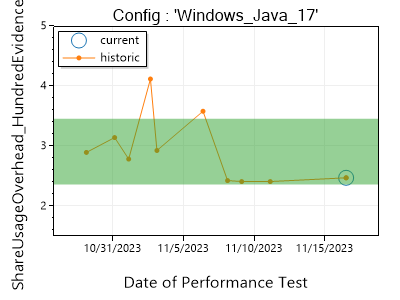 Config : 'Windows_Java_17'
ShareUsageOverhead_HundredEvidence
5
4
3
2
current
historic
10/31/2023
11/5/2023
11/10/2023
11/15/2023
Date of Performance Test